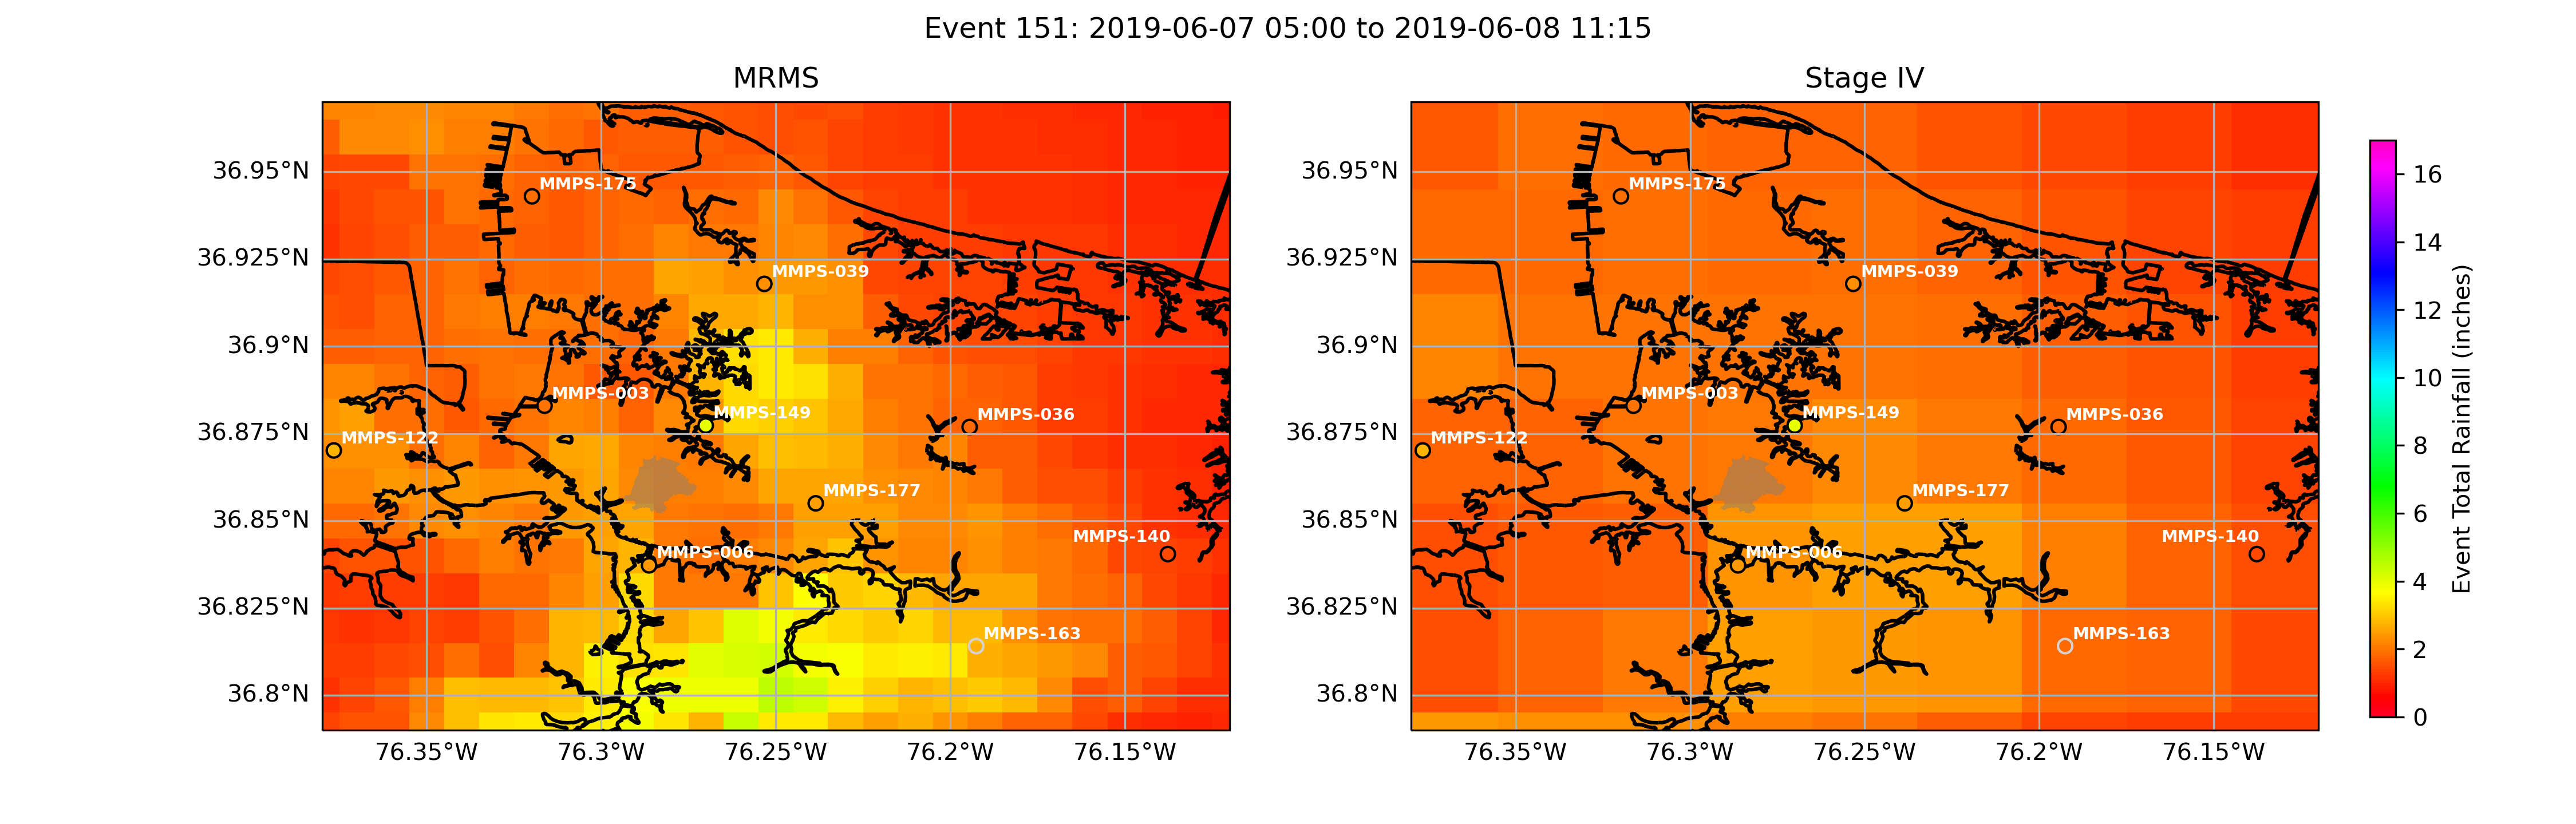 Event 151: 2019-06-07 05:00 to 2019-06-08 11:15
MRMS
36.95°N
36.925°N
36.9°N
36.875°N
36.85°N
36.825°N
36.8°N
76.35°W
76.3°W
76.25°W
76.2°W
76.15°W
MMPS-175
MMPS-039
MMPS-003
MMPS-149
MMPS-036
MMPS-122
MMPS-177
MMPS-140
MMPS-006
MMPS-163
Stage IV
36.95°N
36.925°N
36.9°N
36.875°N
36.85°N
36.825°N
36.8°N
76.35°W
76.3°W
76.25°W
76.2°W
76.15°W
MMPS-175
MMPS-039
MMPS-003
MMPS-149
MMPS-036
MMPS-122
MMPS-177
MMPS-140
MMPS-006
MMPS-163
16
14
12
10
8
6
4
2
0
Event Total Rainfall (inches)